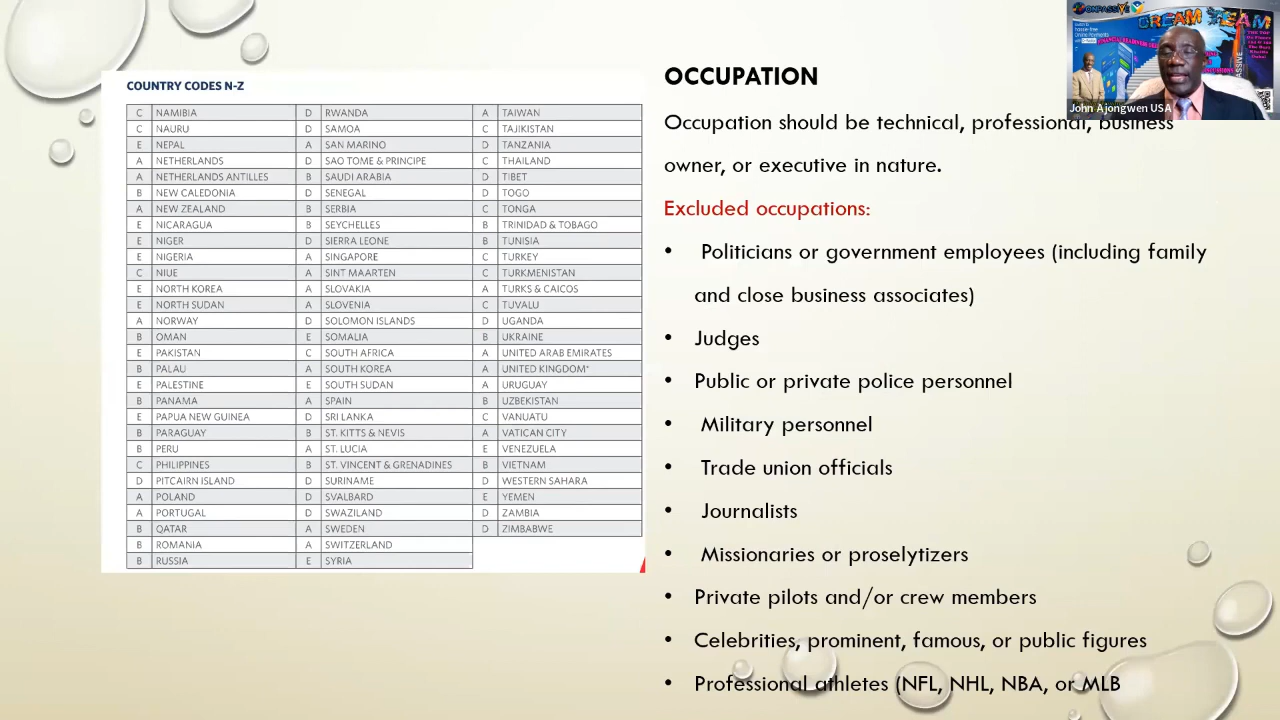 COUNTRY CODES N-Z
C NAMIBIA D RWANDA A TAIWAN
C NAURU D SAMOA C TAJIKISTAN
E NEPAL A SAN MARINO D TANZANIA
A NETHERLANDS D SAO TOME & PRINCIPE C THAILAND
A NETHERLANDS ANTILLES B SAUDI ARABIA D TIBET
B NEW CALEDONIA D SENEGAL D TOGO
A NEW ZEALAND B SERBIA C TONGA
E NICARAGUA B SEYCHELLES B TRINIDAD & TOBAGO
E NIGER D SIERRA LEONE B TUNISIA
E NIGERIA A SINGAPORE C TURKEY
C NIUE A SINT MAARTEN C TURKMENISTAN
E NORTH KOREA A SLOVAKIA A TURKS & CAICOS
E NORTH SUDAN A SLOVENIA C TUVALU
A NORWAY D SOLOMON ISLANDS D UGANDA
B OMAN E SOMALIA B UKRAINE
E PAKISTAN C SOUTH AFRICA A UNITED ARAB EMIRATES
B PALAU A SOUTH KOREA A UNITED KINGDOM*
E PALESTINE E SOUTH SUDAN A URUGUAY
B PANAMA A SPAIN B UZBEKISTAN
E PAPUA NEW GUINEA D SRI LANKA C VANUATU
B PARAGUAY B ST. KITTS & NEVIS A VATICAN CITY
B PERU A ST. LUCIA E VENEZUELA
C PHILIPPINES B ST. VINCENT & GRENADINES B VIETNAM
D PITCAIRN ISLAND D SURINAME D WESTERN SAHARA
A POLAND D SVALBARD E YEMEN
A PORTUGAL D SWAZILAND D ZAMBIA
B QATAR A SWEDEN D ZIMBABWE
B ROMANIA A SWITZERLAND
B RUSSIA E SYRIA
OCCUPATION
Occupation should be technical, professional, business
owner, or executive in nature.
Excluded occupations:
• Politicians or government employees (including family
and close business associates)
• Judges
• Public or private police personnel
• Military personnel
• Trade union officials
• Journalists
• Missionaries or proselytizers
• Private pilots and/or crew members
• Celebrities, prominent, famous, or public figures
• Professional athletes (NFL, NHL, NBA, or MLB
DREAM TEAM
John Ajongwen USA